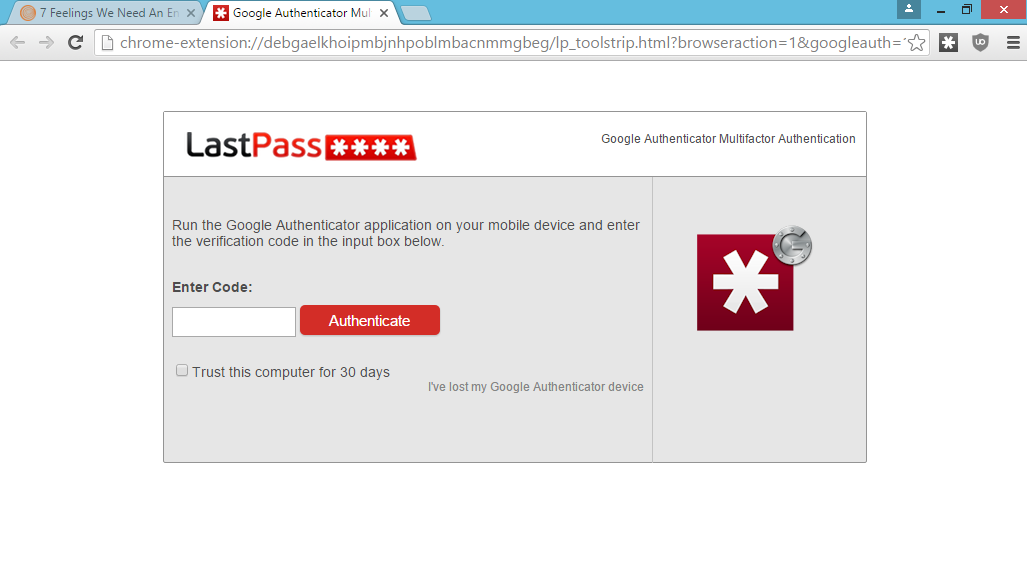 7 Feelings We Need An En
Google Authenticator Mul
chrome-extension://debgaelkhoipmbjnhpoblmbacnmmgbeg/lp_toolstrip.html?browseraction=1&googleauth=
LastPass ****
Google Authenticator Multifactor Authentication
Run the Google Authenticator application on your mobile device and enter
the verification code in the input box below.
Enter Code:
Authenticate
Trust this computer for 30 days
I've lost my Google Authenticator device